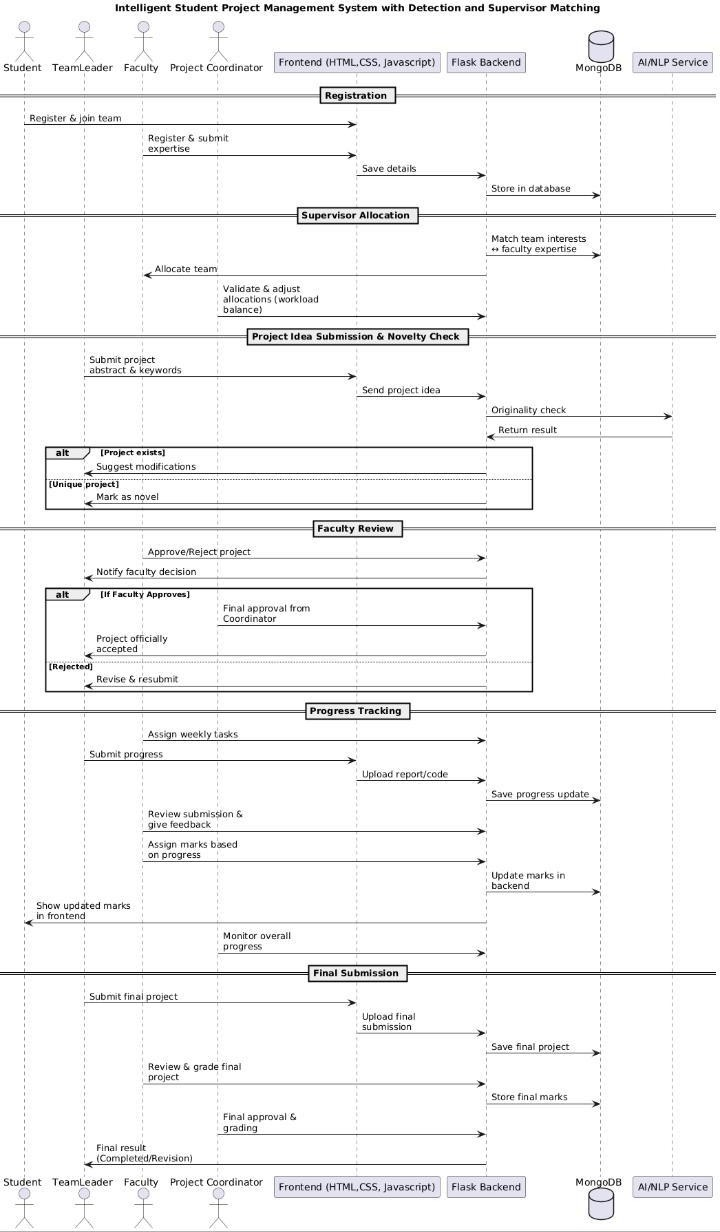 Intelligent Student Project Management System with Detection and Supervisor Matching
Student TeamLeader Faculty Project Coordinator Frontend (HTML,CSS, Javascript) Flask Backend MongoDB AI/NLP Service
Registration
Register & join team
Register & submit
expertise
Save details
Store in database
Supervisor Allocation
Match team interests
↔ faculty expertise
Allocate team
Validate & adjust
allocations (workload
balance)
Project Idea Submission & Novelty Check
Submit project
abstract & keywords
Send project idea
Originality check
Return result
alt [Project exists]
Suggest modifications
[Unique project]
Mark as novel
Faculty Review
Approve/Reject project
Notify faculty decision
alt [If Faculty Approves]
Final approval from
Coordinator
Project officially
accepted
[Rejected]
Revise & resubmit
Progress Tracking
Assign weekly tasks
Submit progress
Upload report/code
Save progress update
Review submission &
give feedback
Assign marks based
on progress
Update marks in
backend
Show updated marks
in frontend
Monitor overall
progress
Final Submission
Submit final project
Upload final
submission
Save final project
Review & grade final
project
Store final marks
Final approval &
grading
Final result
(Completed/Revision)
Student TeamLeader Faculty Project Coordinator Frontend (HTML,CSS, Javascript) Flask Backend MongoDB AI/NLP Service